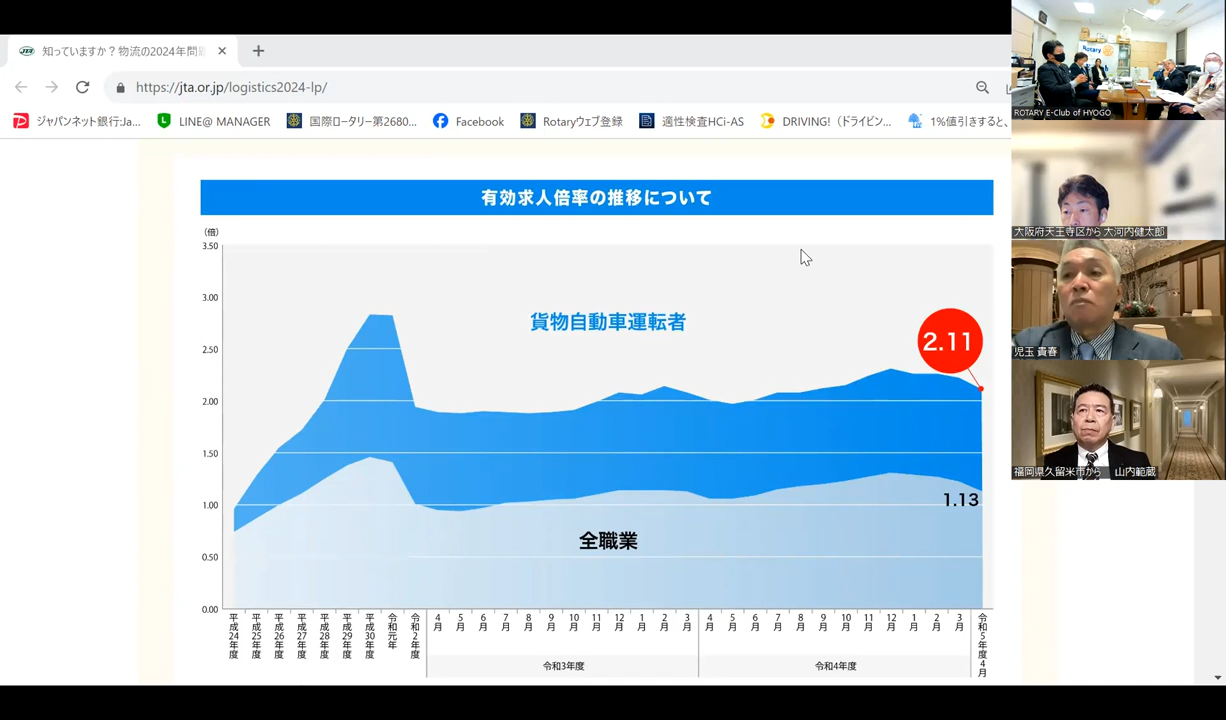 知っていますか？物流の2024年問題
https://jta.or.jp/logistics2024-lp/
ジャパンネット銀行:Ja...
LINE@ MANAGER
国際ロータリー第2680...
Facebook
Rotaryウェブ登録
適性検査HCi-AS
DRIVING!（ドライビン...
1%値引きすると、
有効求人倍率の推移について
(倍)
3.50
3.00
2.50
2.00
1.50
1.00
0.50
0.00
貨物自動車運転者
2.11
1.13
全職業
平成24年度
平成25年度
平成26年度
平成27年度
平成28年度
平成29年度
平成30年度
令和元年
令和2年度
4月
5月
6月
7月
8月
9月
10月
11月
12月
1月
2月
3月
4月
5月
6月
7月
8月
9月
10月
11月
12月
1月
2月
3月
令和5年度4月
令和3年度
令和4年度
Rotary
ROTARY E-Club of HYOGO
大阪府天王寺区から 大河内健太郎
児玉 貴春
福岡県久留米市から 山内範蔵